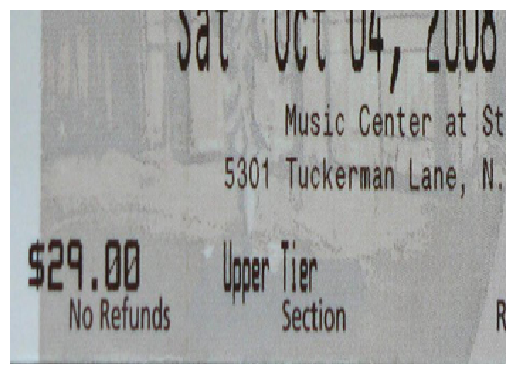 Sat Oct 04, 2008
Music Center at St
5301 Tuckerman Lane, N.
$29.00 Upper Tier
No Refunds Section R